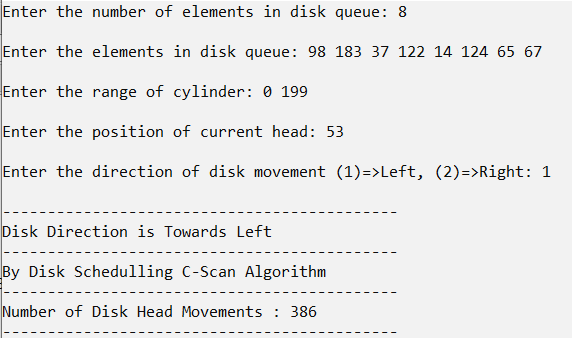 Enter the number of elements in disk queue: 8
Enter the elements in disk queue: 98 183 37 122 14 124 65 67
Enter the range of cylinder: 0 199
Enter the position of current head: 53
Enter the direction of disk movement (1)=>Left, (2)=>Right: 1
--------------------------------------------
Disk Direction is Towards Left
--------------------------------------------
By Disk Schedulling C-Scan Algorithm
--------------------------------------------
Number of Disk Head Movements : 386
--------------------------------------------